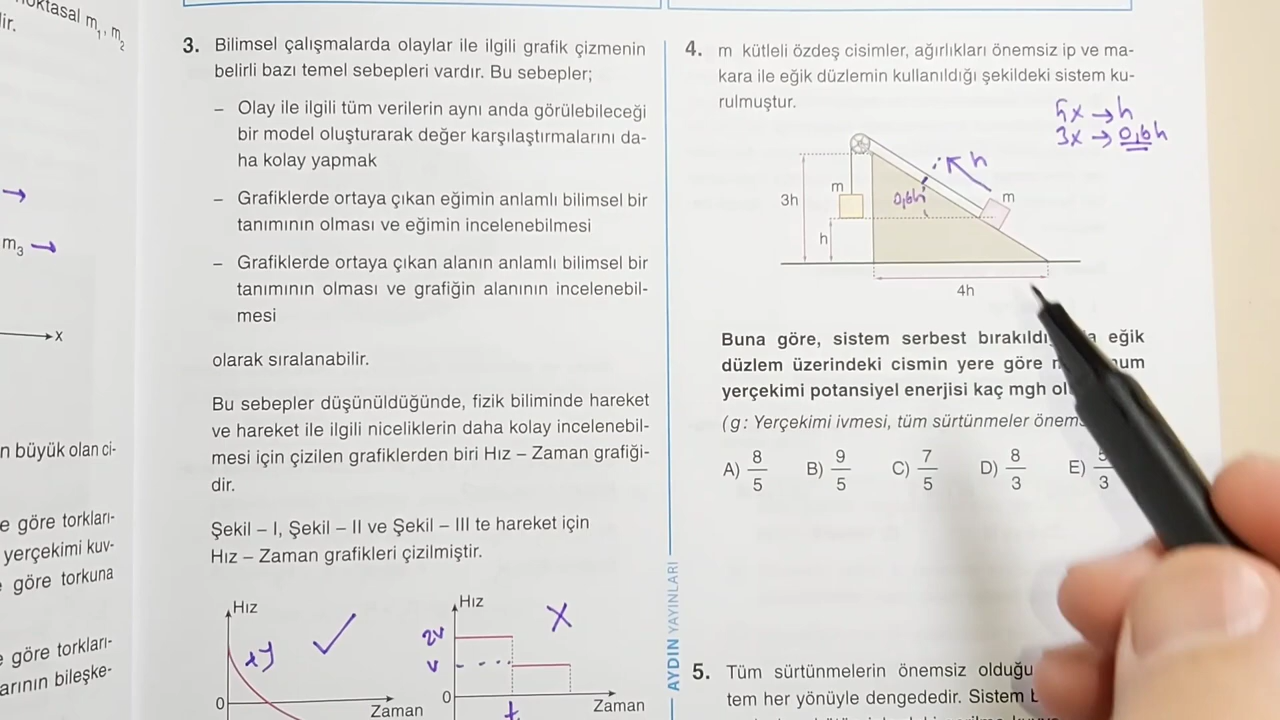 noktasal m1, m2
lir.
m3
x
n büyük olan ci-
e göre torkları-
yerçekimi kuv-
göre torkuna
göre torkları-
arının bileşke-
3. Bilimsel çalışmalarda olaylar ile ilgili grafik çizmenin
belirli bazı temel sebepleri vardır. Bu sebepler;
– Olay ile ilgili tüm verilerin aynı anda görülebileceği
bir model oluşturarak değer karşılaştırmalarını da-
ha kolay yapmak
– Grafiklerde ortaya çıkan eğimin anlamlı bilimsel bir
tanımının olması ve eğimin incelenebilmesi
– Grafiklerde ortaya çıkan alanın anlamlı bilimsel bir
tanımının olması ve grafiğin alanının incelenebil-
mesi
olarak sıralanabilir.
Bu sebepler düşünüldüğünde, fizik biliminde hareket
ve hareket ile ilgili niceliklerin daha kolay incelenebil-
mesi için çizilen grafiklerden biri Hız – Zaman grafiği-
dir.
Şekil – I, Şekil – II ve Şekil – III te hareket için
Hız – Zaman grafikleri çizilmiştir.
Hız
0
Zaman
Hız
2v
v
0
t
Zaman
X
AYDIN YAYINLARI
4. m kütleli özdeş cisimler, ağırlıkları önemsiz ip ve ma-
kara ile eğik düzlemin kullanıldığı şekildeki sistem ku-
rulmuştur.
5x → h
3x → 0,6h
h
m
0,6h
m
3h
h
4h
Buna göre, sistem serbest bırakıldı eğik
düzlem üzerindeki cismin yere göre
yerçekimi potansiyel enerjisi kaç mgh
(g: Yerçekimi ivmesi, tüm sürtünmeler
A) 8/5 B) 9/5 C) 7/5 D) 8/3 E) 5/3
5. Tüm sürtünmelerin önemsiz olduğu
tem her yönüyle dengededir. Sistem